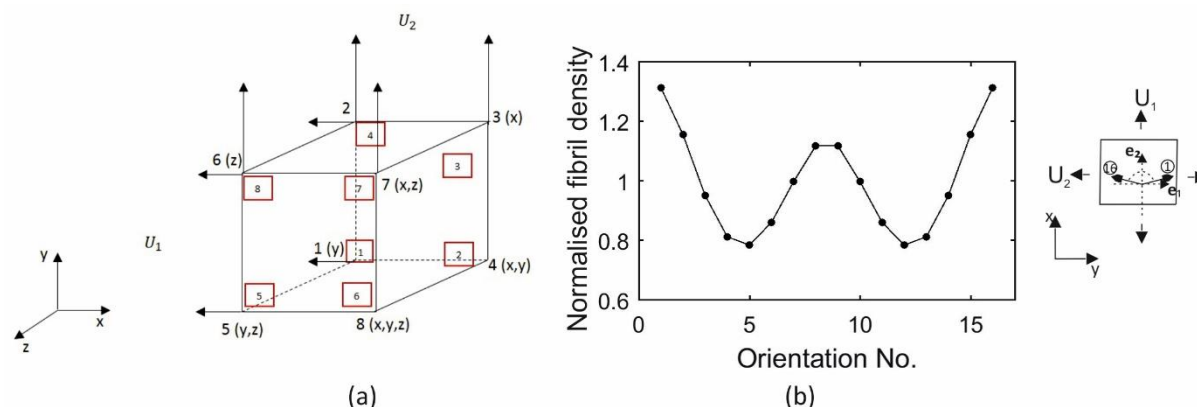 U₂
2
3 (x)
4
6 (z)
3
8
7
7 (x,z)
U₁
1 (y)
1
2
4 (x,y)
5
6
5 (y,z)
8 (x,y,z)
y
x
z
(a)
Normalised fibril density
1.4
1.2
1
0.8
0.6
0
5
10
15
Orientation No.
U₁
e₂
16
1
U₂
e₁
x
y
(b)